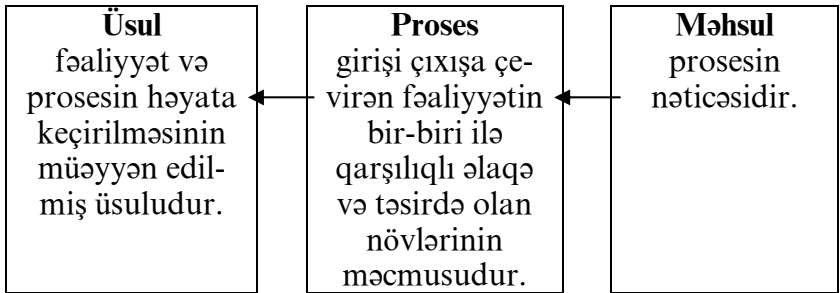 Üsul
fəaliyyət və
prosesin həyata
keçirilməsinin
müəyyən edil-
miş üsuludur.
Proses
girişi çıxışa çe-
virən fəaliyyətin
bir-biri ilə
qarşılıqlı əlaqə
və təsirdə olan
növlərinin
məcmusudur.
Məhsul
prosesin
nəticəsidir.